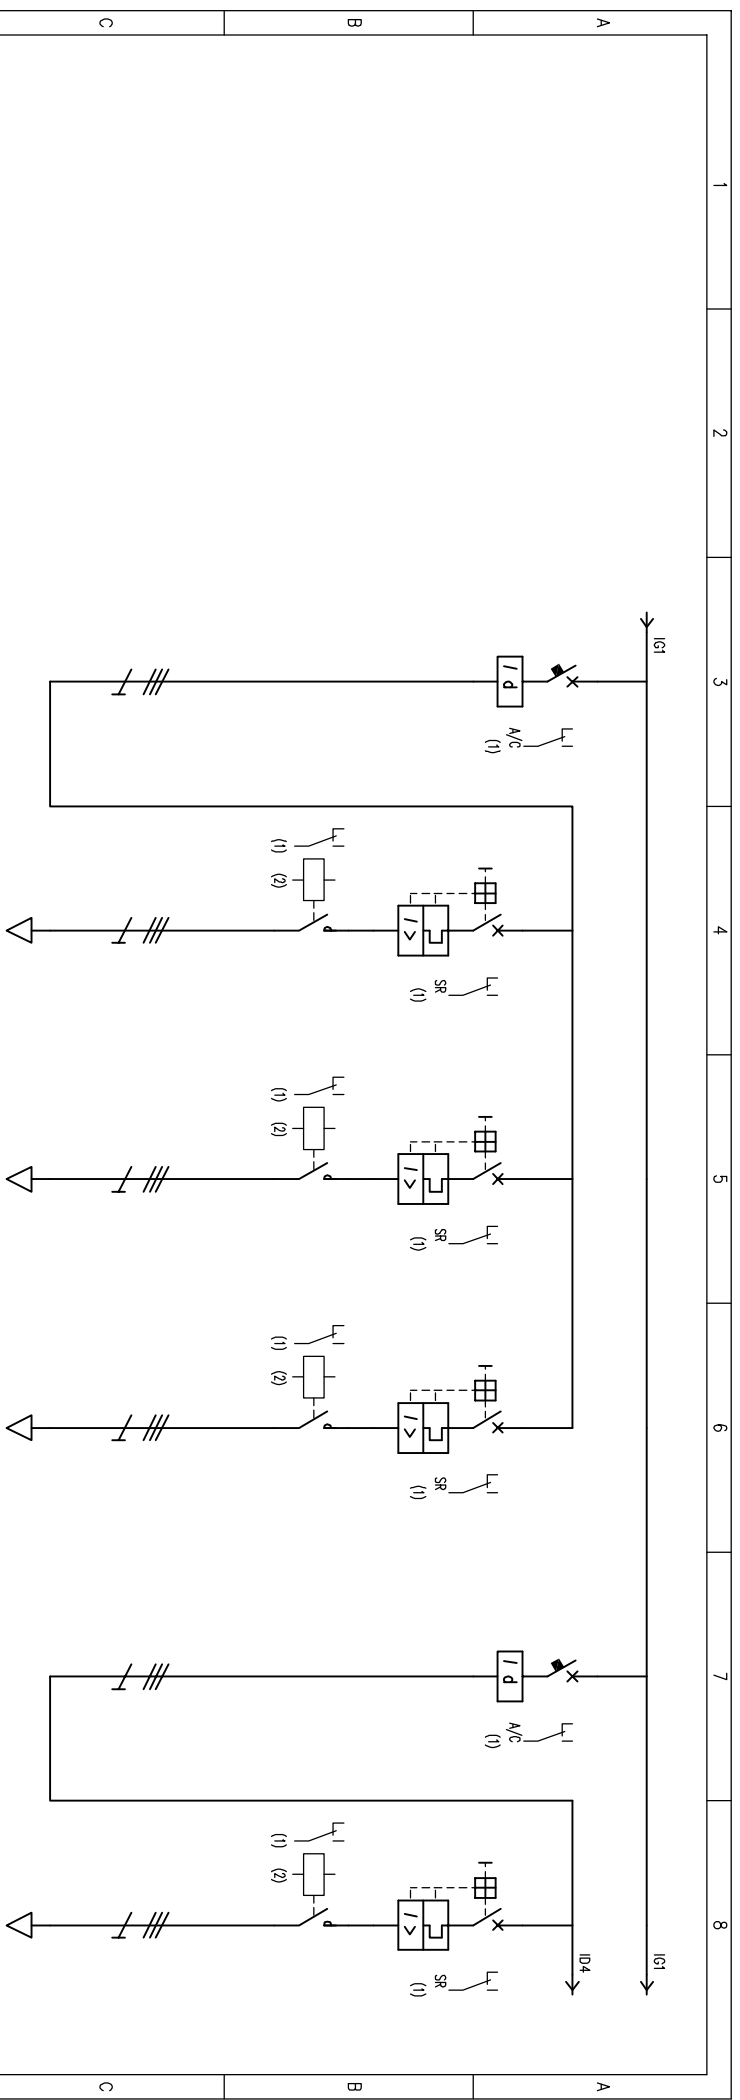 1 2 3 4 5 6 7 8
A A
B B
C C
IG1 IG1
ID4
I d
A/C
(1)
I d
A/C
(1)
I >
SR
(1)
I >
SR
(1)
I >
SR
(1)
I >
SR
(1)
(1)
(2)
(1)
(2)
(1)
(2)
(1)
(2)